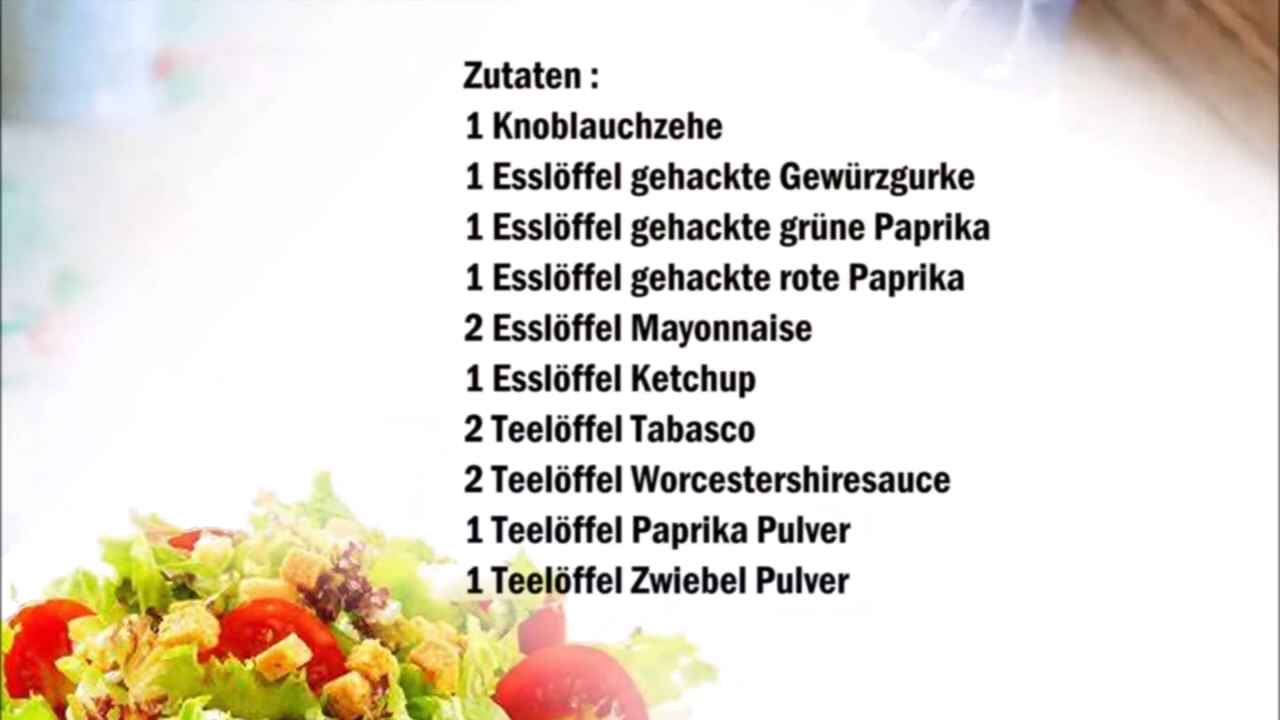 Zutaten :
1 Knoblauchzehe
1 Esslöffel gehackte Gewürzgurke
1 Esslöffel gehackte grüne Paprika
1 Esslöffel gehackte rote Paprika
2 Esslöffel Mayonnaise
1 Esslöffel Ketchup
2 Teelöffel Tabasco
2 Teelöffel Worcestershiresauce
1 Teelöffel Paprika Pulver
1 Teelöffel Zwiebel Pulver